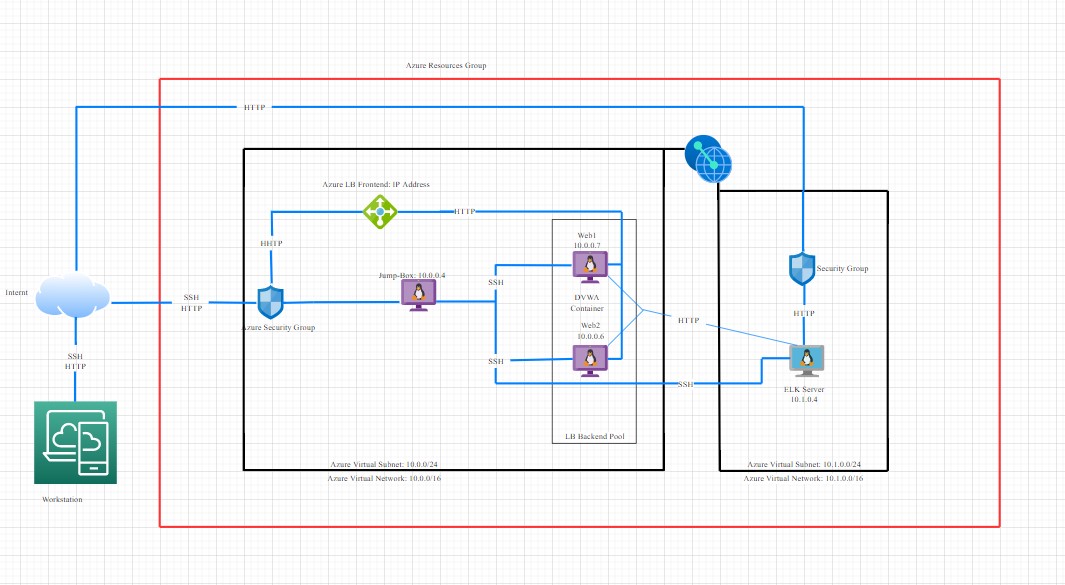 Azure Resources Group
HTTP
Azure LB Frontend: IP Address
HTTP
HHTP
Web1
10.0.0.7
Security Group
Jump-Box: 10.0.0.4
SSH
Internt
SSH
HTTP
DVWA
Container
HTTP
HTTP
Azure Security Group
Web2
10.0.0.6
SSH
HTTP
SSH
SSH
ELK Server
10.1.0.4
LB Backend Pool
Azure Virtual Subnet: 10.0.0/24
Azure Virtual Network: 10.0.0/16
Azure Virtual Subnet: 10.1.0.0/24
Azure Virtual Network: 10.1.0.0/16
Workstation